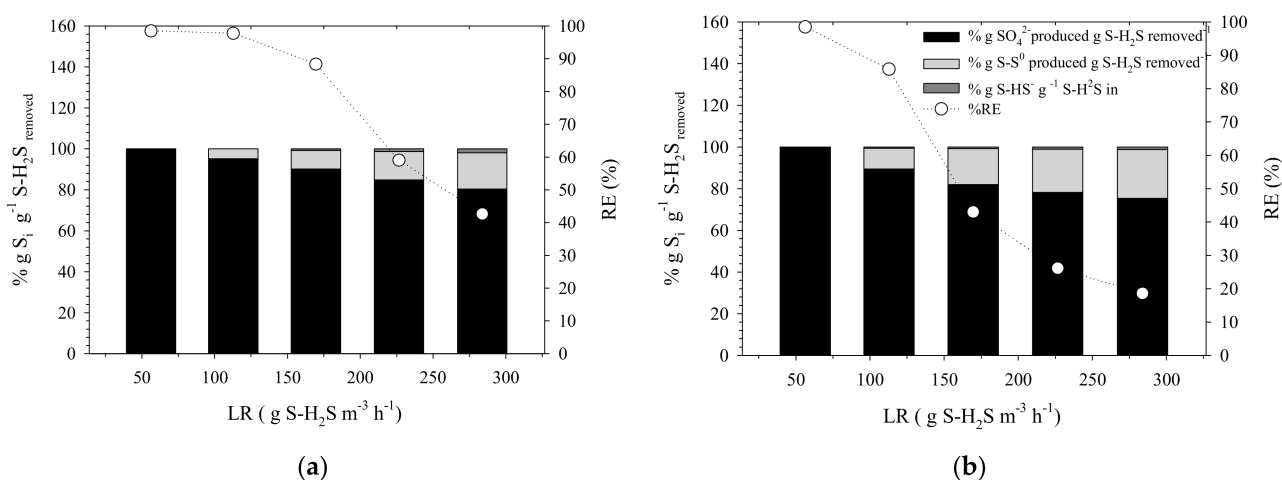 160
140
120
100
80
60
40
20
0
% g S_i g^-1 S-H₂S removed
100
90
80
70
60
50
40
30
20
10
0
RE (%)
50 100 150 200 250 300
LR ( g S-H₂S m⁻³ h⁻¹)
(a)
160
140
120
100
80
60
40
20
0
% g S_i g^-1 S-H₂S removed
% g SO₄²⁻produced g S-H₂S removed⁻¹
% g S-S⁰ produced g S-H₂S removed⁻¹
% g S-HS⁻ g⁻¹ S-H²S in
%RE
100
90
80
70
60
50
40
30
20
10
0
RE (%)
50 100 150 200 250 300
LR ( g S-H₂S m⁻³ h⁻¹)
(b)